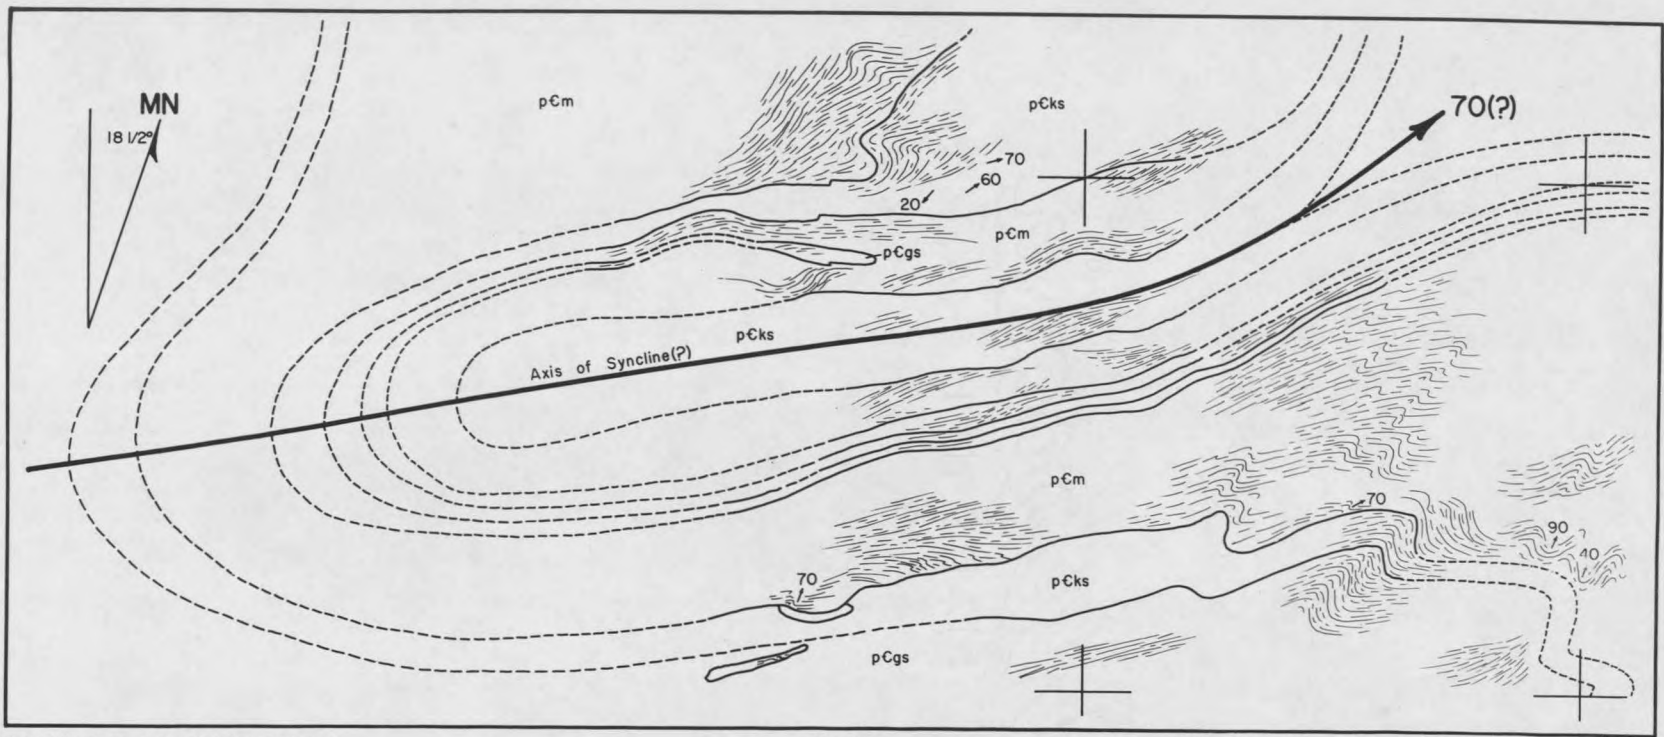 MN
18 1/2°
p€m
p€ks
70(?)
70
60
20
p€m
p€gs
p€ks
Axis of Syncline(?)
p€m
70
90
40
70
p€ks
p€gs